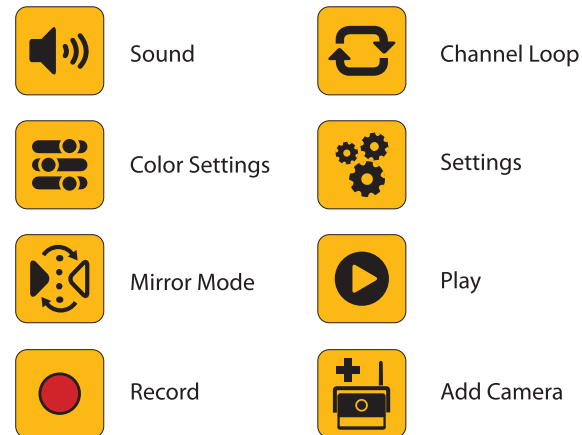 Sound
Channel Loop
Color Settings
Settings
Mirror Mode
Play
Record
Add Camera